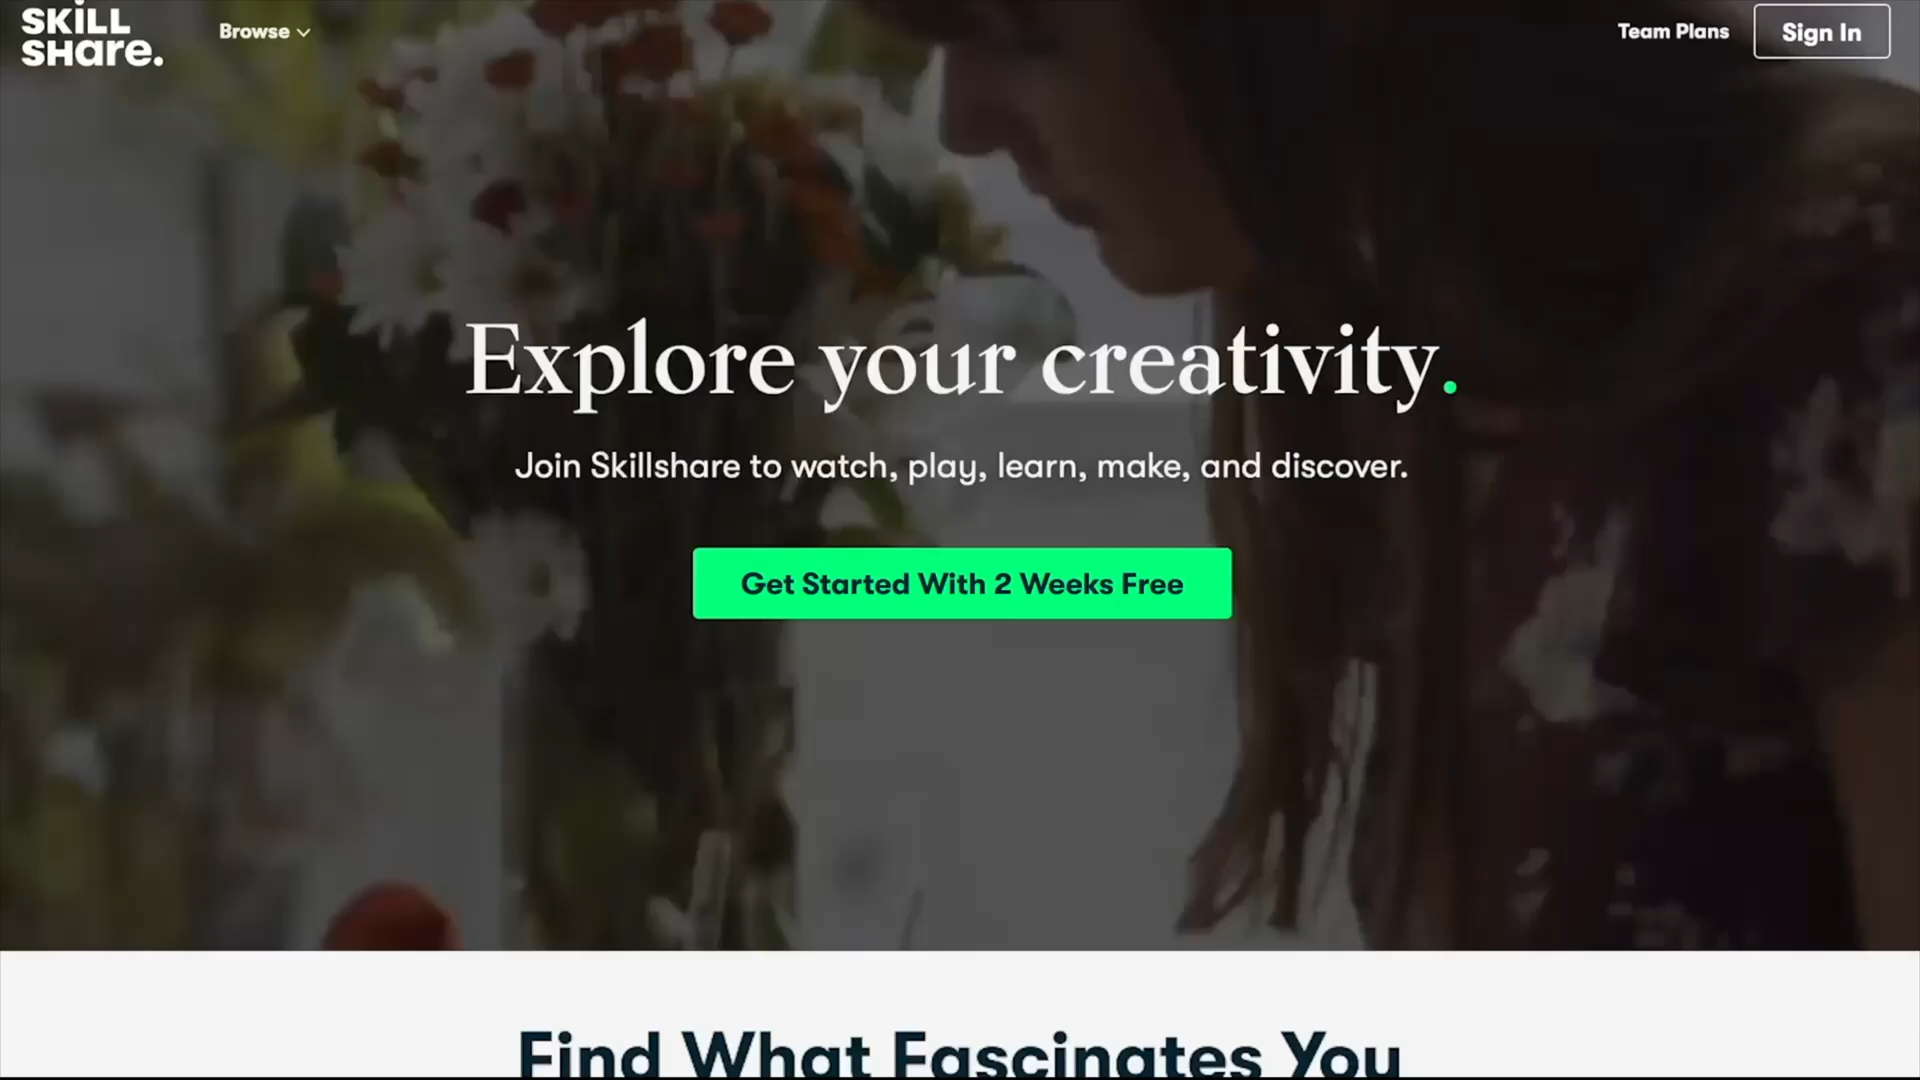 SKiLL
SHare.
Browse
Team Plans
Sign In
Explore your creativity.
Join Skillshare to watch, play, learn, make, and discover.
Get Started With 2 Weeks Free
Find What Fascinates You